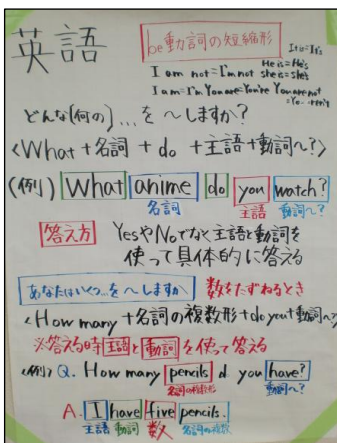 英語
be動詞の短縮形
It is=It's
He is=He's
I am not=I'm not she is=she's
I am=I'm You are=You're You are not
どんな(何の)...を〜しますか?
<What+名詞+do+主語+動詞〜?>
(例) What anime do you watch?
名詞 主語 動詞〜?
答え方 YesやNoでなく主語と動詞を
使って具体的に答える
あなたはいくつ...を〜しますか 数をたずねるとき
<How many+名詞の複数形+do you+動詞〜?>
※答える時主語と動詞を使って答える
<例> Q. How many pencils d you have?
名詞の複数形 動詞〜?
A. I have five pencils.
主語 動詞 数 名詞の複数形